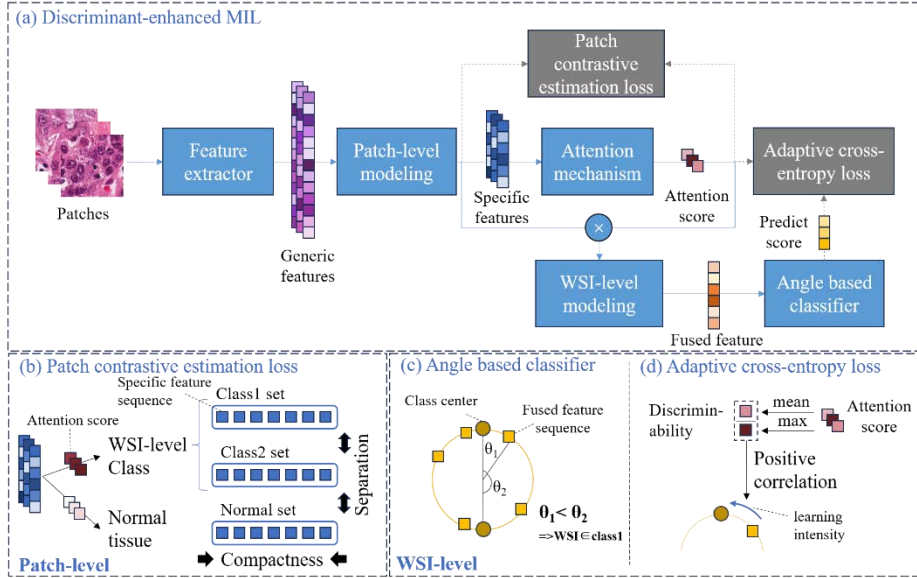 (a) Discriminant-enhanced MIL
Patches
Feature
extractor
Generic
features
Patch-level
modeling
Patch
contrastive
estimation loss
Specific
features
Attention
mechanism
Attention
score
Adaptive cross-
entropy loss
Predict
score
×
WSI-level
modeling
Fused feature
Angle based
classifier
(b) Patch contrastive estimation loss
Specific feature
sequence
Attention score
WSI-level
Class
Normal
tissue
Class1 set
Class2 set
Normal set
Separation
Compactness
Patch-level
(c) Angle based classifier
Class center
Fused feature
sequence
θ1
θ2
θ1< θ2
=>WSI∈class1
WSI-level
(d) Adaptive cross-entropy loss
Discrimin-
ability
mean
max
Attention
score
Positive
correlation
learning
intensity